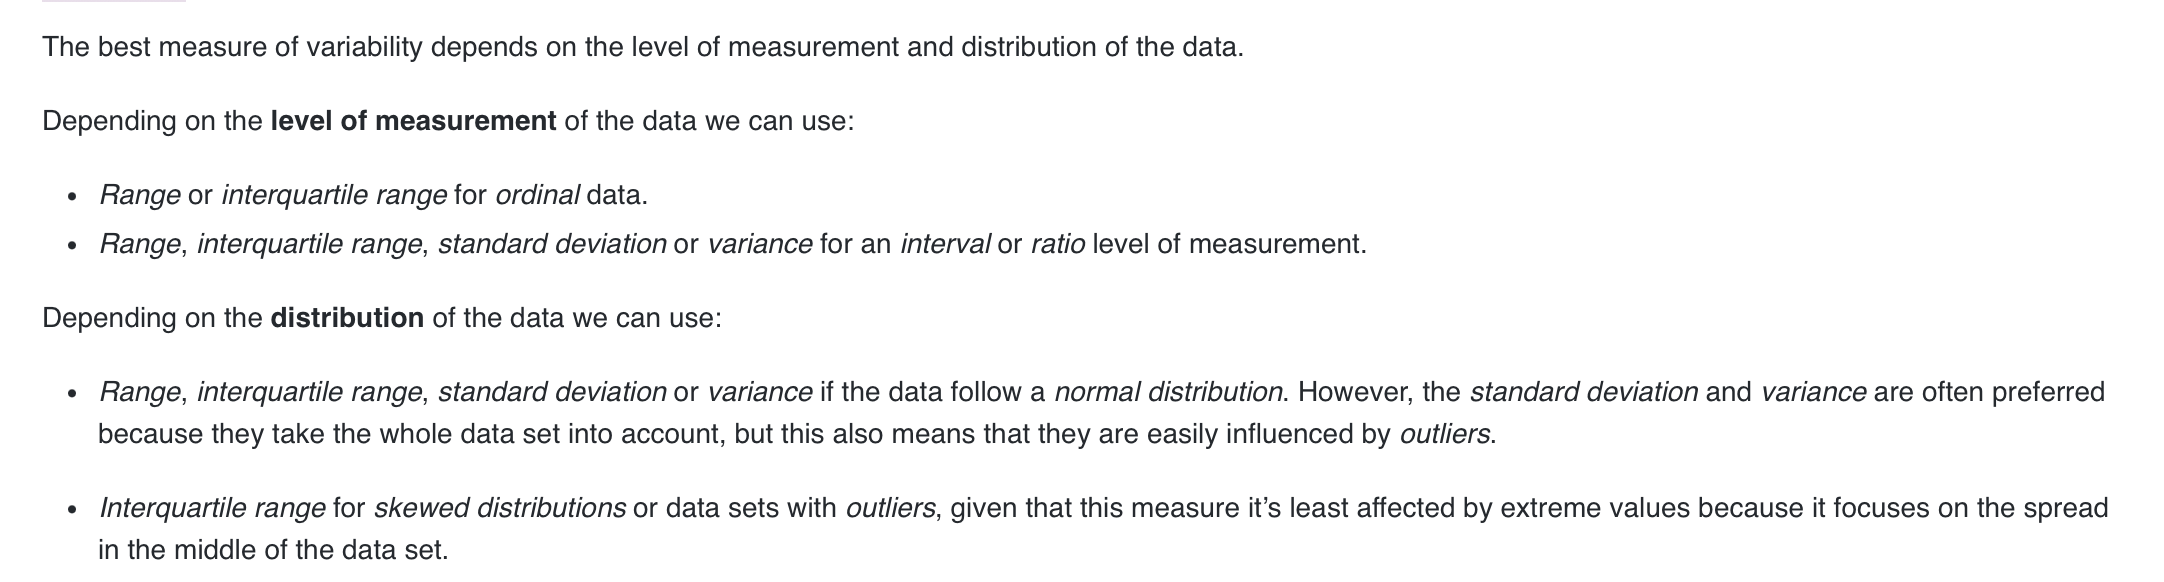 The best measure of variability depends on the level of measurement and distribution of the data.
Depending on the level of measurement of the data we can use:
• Range or interquartile range for ordinal data.
• Range, interquartile range, standard deviation or variance for an interval or ratio level of measurement.
Depending on the distribution of the data we can use:
• Range, interquartile range, standard deviation or variance if the data follow a normal distribution. However, the standard deviation and variance are often preferred
because they take the whole data set into account, but this also means that they are easily influenced by outliers.
• Interquartile range for skewed distributions or data sets with outliers, given that this measure it’s least affected by extreme values because it focuses on the spread
in the middle of the data set.